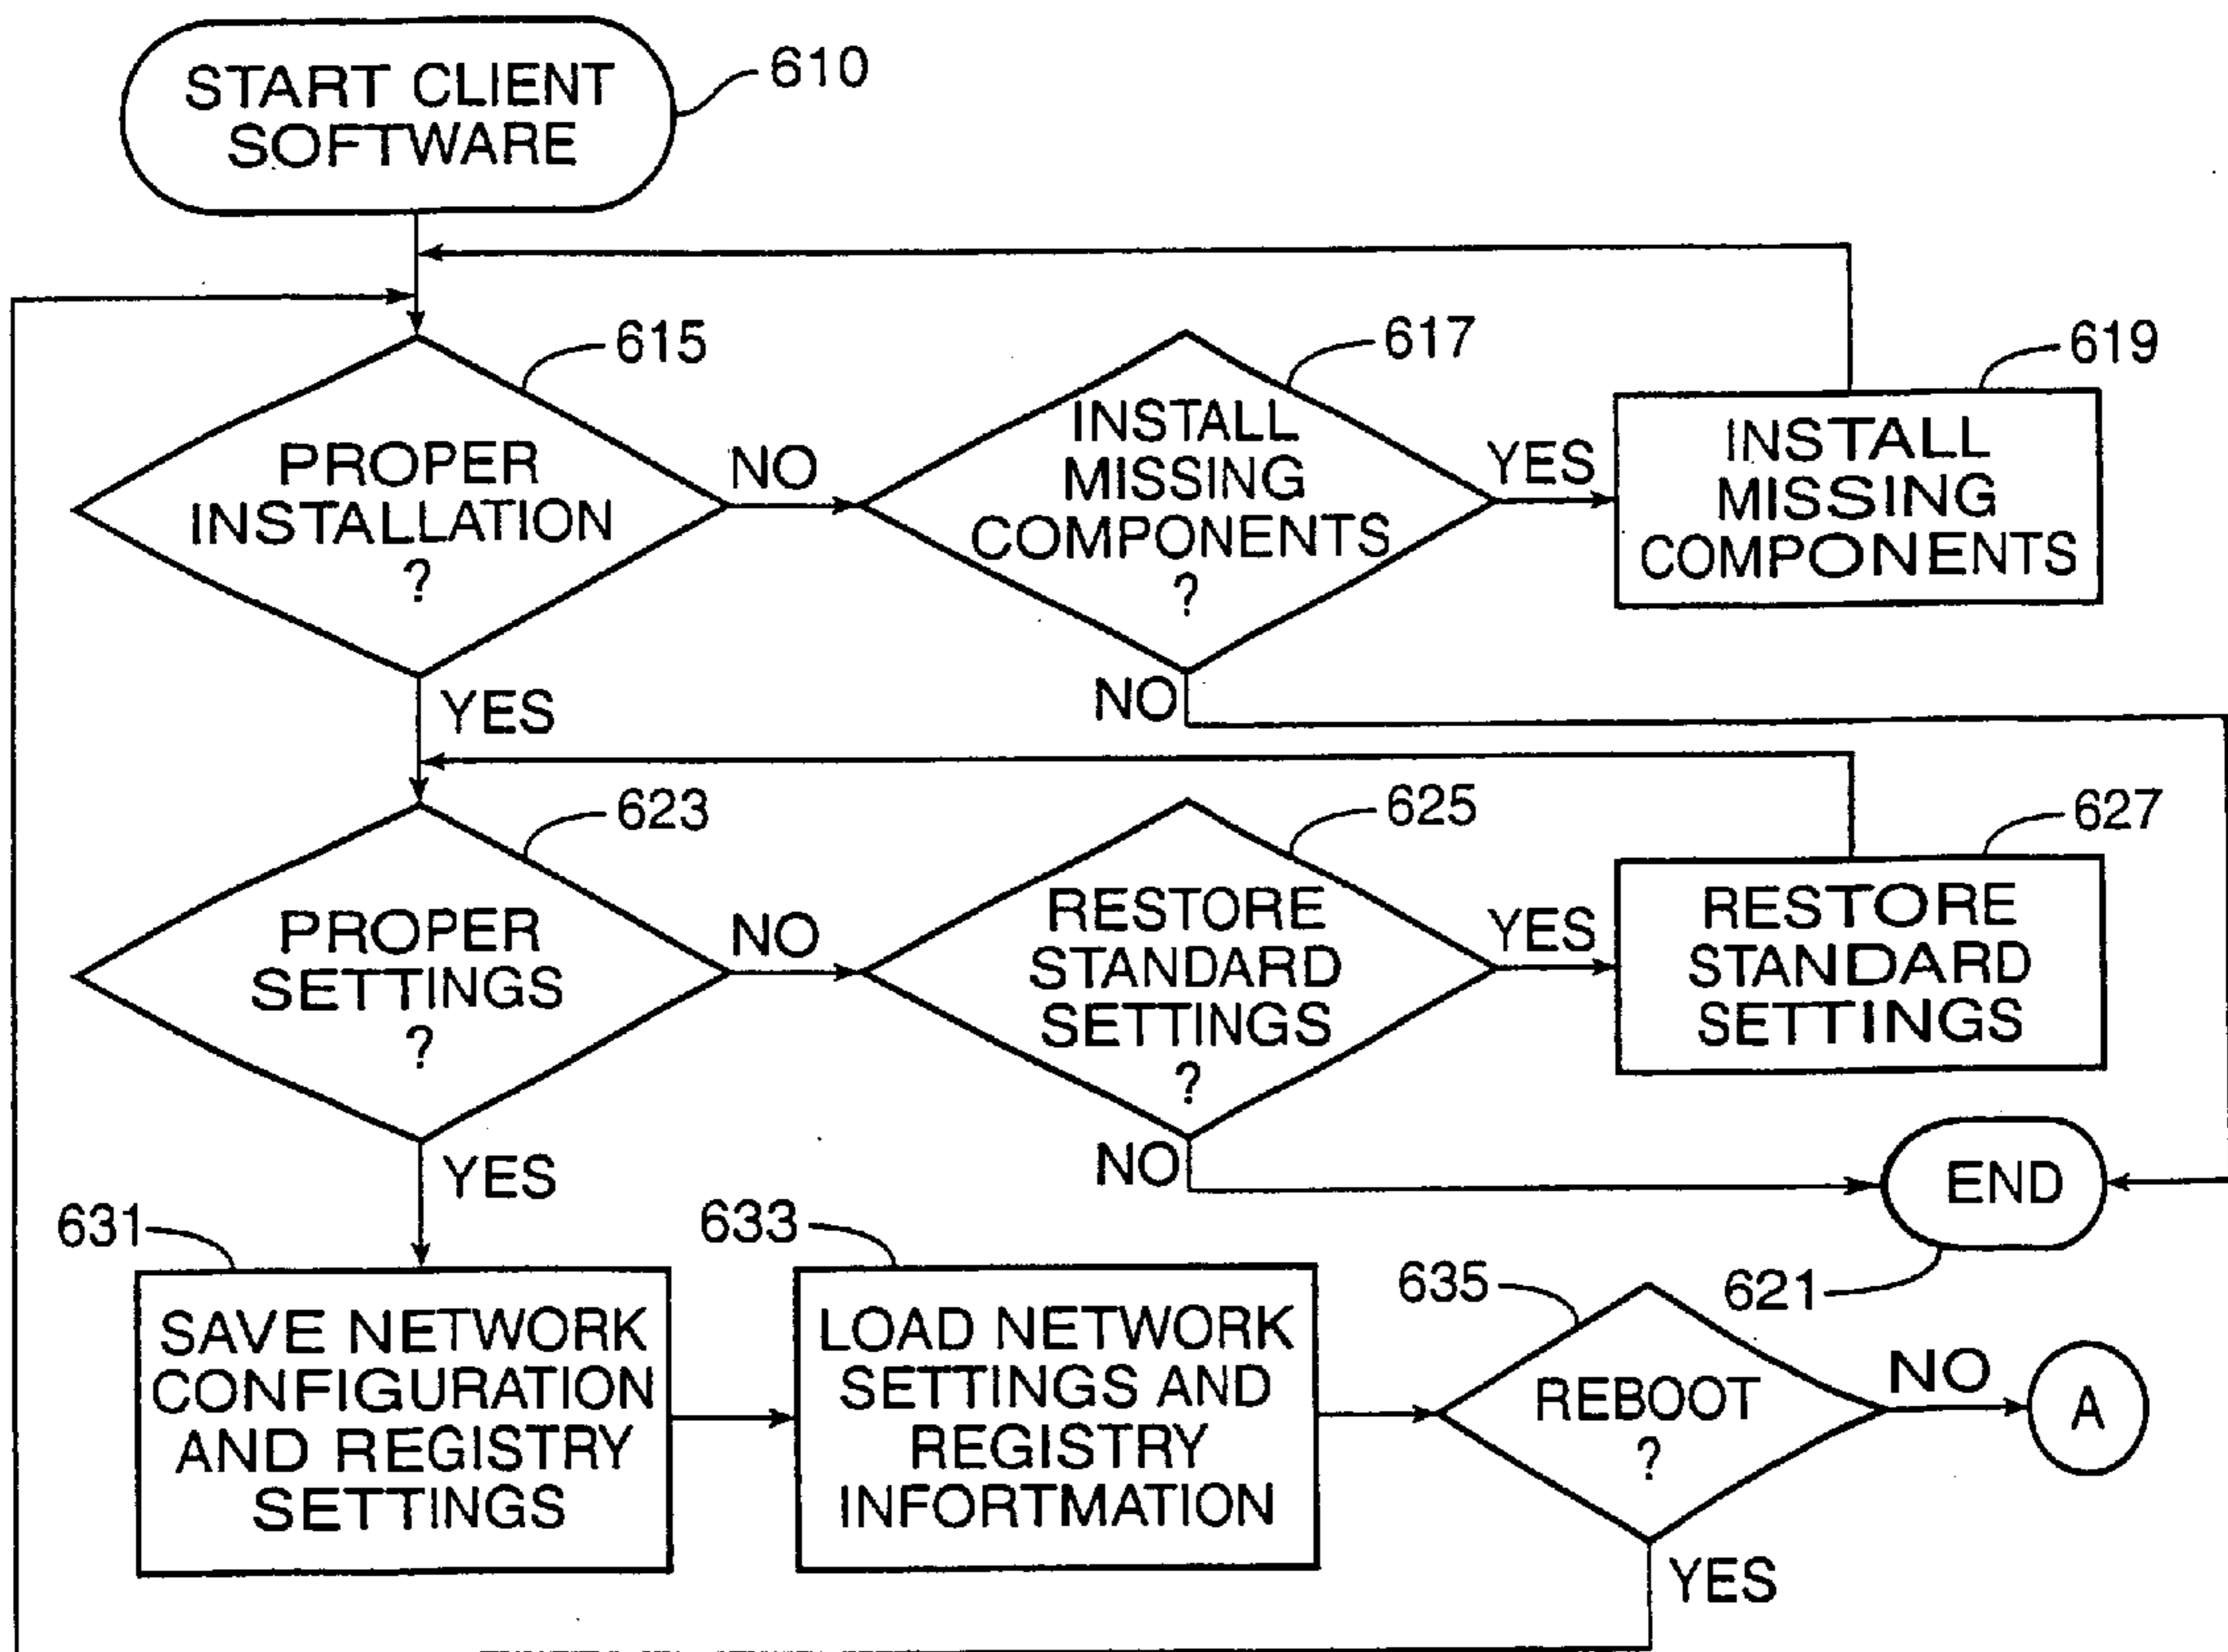 START CLIENT
SOFTWARE
610
615
PROPER
INSTALLATION
?
NO
YES
617
INSTALL
MISSING
COMPONENTS
?
YES
NO
619
INSTALL
MISSING
COMPONENTS
623
PROPER
SETTINGS
?
NO
YES
625
RESTORE
STANDARD
SETTINGS
?
YES
NO
627
RESTORE
STANDARD
SETTINGS
END
621
631
SAVE NETWORK
CONFIGURATION
AND REGISTRY
SETTINGS
633
LOAD NETWORK
SETTINGS AND
REGISTRY
INFORTMATION
635
REBOOT
?
NO
YES
A